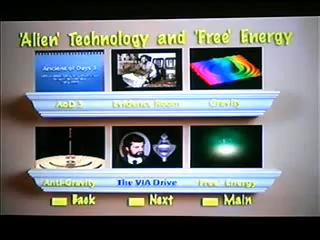 'Alien' Technology and 'Free' Energy
Ancient of Days 3
AoD 3
Evidence Room
Gravity
Anti-Gravity
The VIA Drive
'Free' Energy
Back
Next
Main